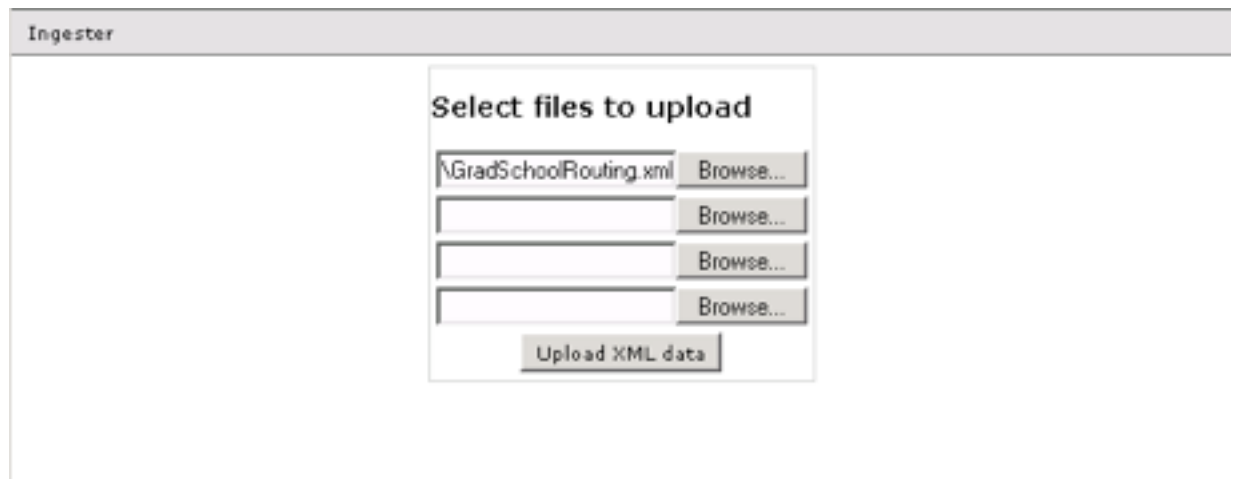 Ingester
Select files to upload
\GradSchoolRouting.xml Browse...
Browse...
Browse...
Browse...
Upload XML data